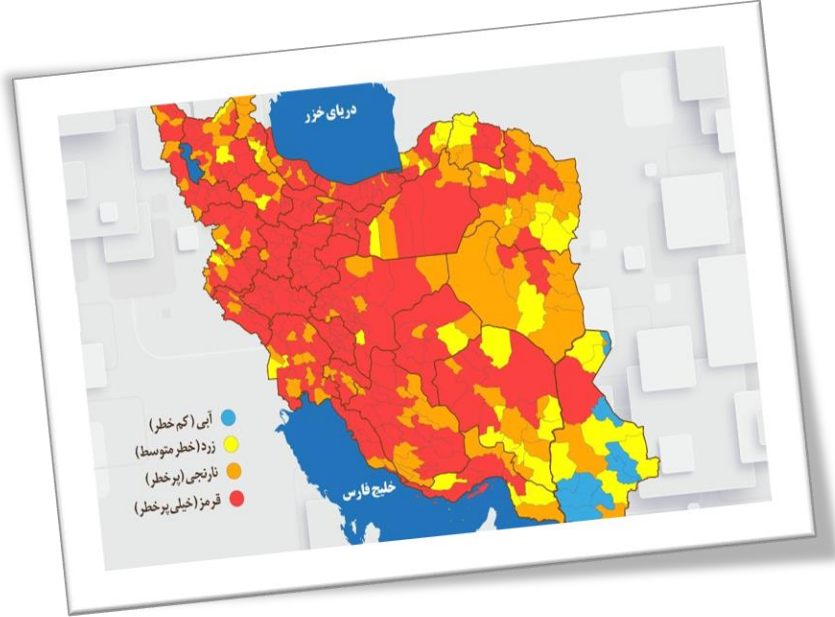 دریای خزر
آبی (کم خطر)
زرد (خطر متوسط)
نارنجی (پرخطر)
قرمز (خیلی پرخطر)
خلیج فارس